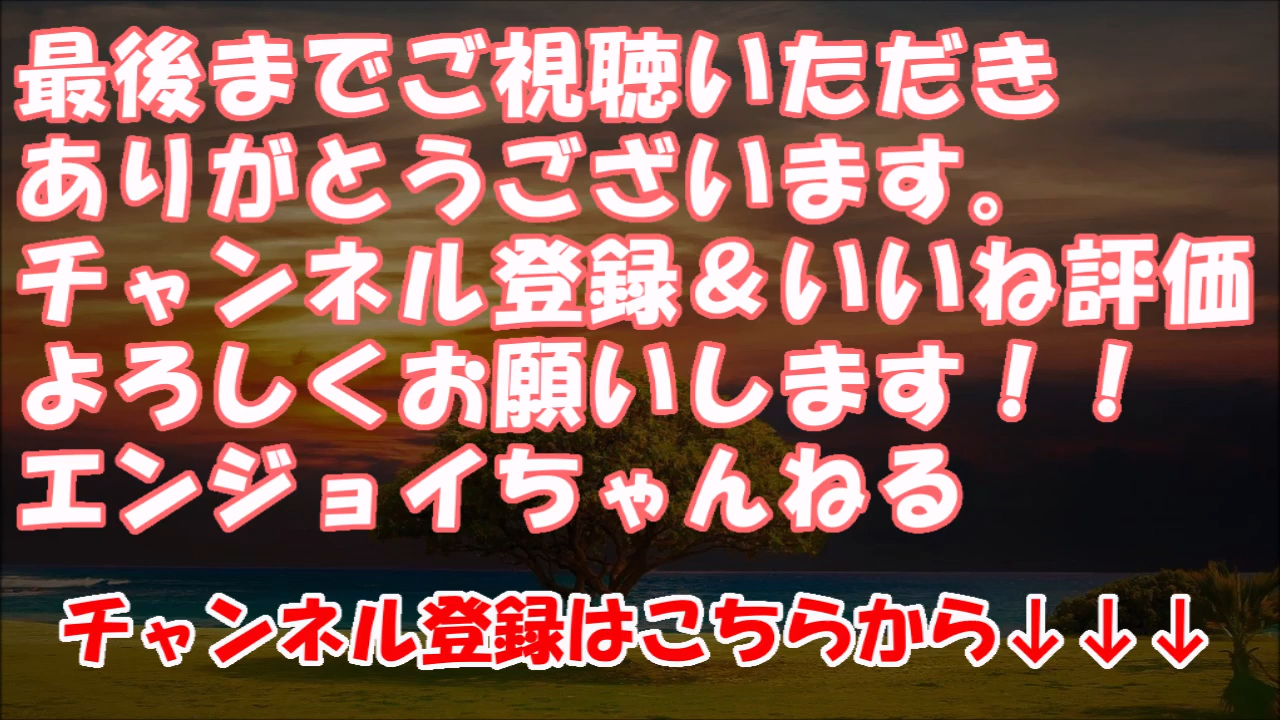 最後までご視聴いただき
ありがとうございます。
チャンネル登録＆いいね評価
よろしくお願いします！！
エンジョイちゃんねる
チャンネル登録はこちらから↓↓↓